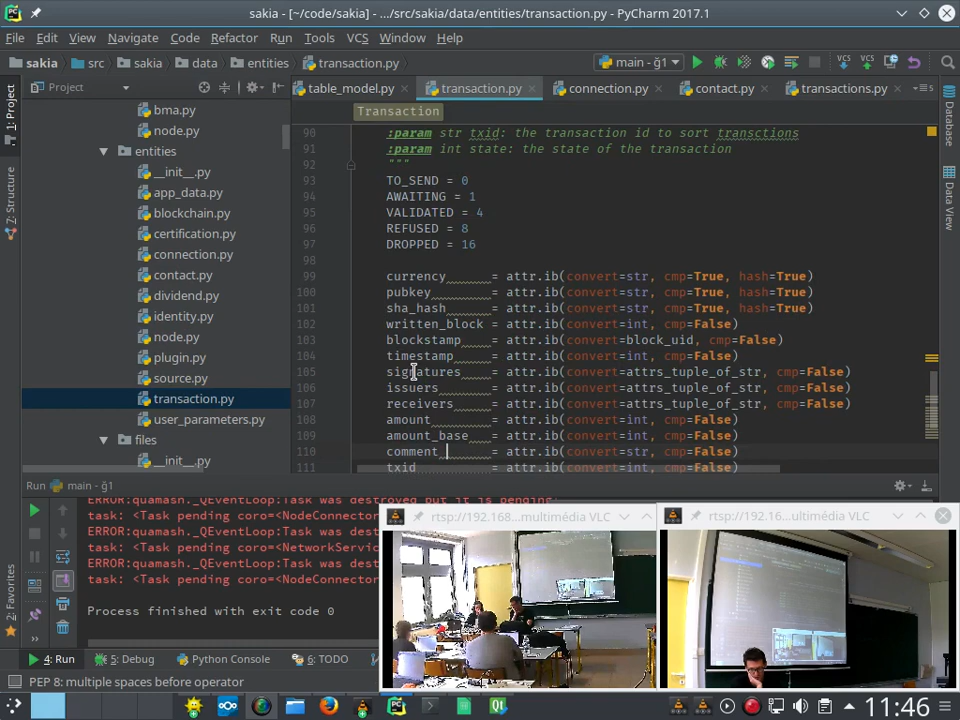 sakia - [~/code/sakia] - .../src/sakia/data/entities/transaction.py - PyCharm 2017.1
File Edit View Navigate Code Refactor Run Tools VCS Window Help
sakia src sakia data entities transaction.py main - ğ1 VCS VCS
Project table_model.py transaction.py connection.py contact.py transactions.py
Transaction
1: Project
7: Structure
2: Favorites
Database
Data View
bma.py
node.py
entities
__init__.py
app_data.py
blockchain.py
certification.py
connection.py
contact.py
dividend.py
identity.py
node.py
plugin.py
source.py
transaction.py
user_parameters.py
files
__init__.py
90 :param str txid: the transaction id to sort transctions
91 :param int state: the state of the transaction
92 """
93 TO_SEND = 0
94 AWAITING = 1
95 VALIDATED = 4
96 REFUSED = 8
97 DROPPED = 16
98
99 currency = attr.ib(convert=str, cmp=True, hash=True)
100 pubkey = attr.ib(convert=str, cmp=True, hash=True)
101 sha_hash = attr.ib(convert=str, cmp=True, hash=True)
102 written_block = attr.ib(convert=int, cmp=False)
103 blockstamp = attr.ib(convert=block_uid, cmp=False)
104 timestamp = attr.ib(convert=int, cmp=False)
105 signatures = attr.ib(convert=attrs_tuple_of_str, cmp=False)
106 issuers = attr.ib(convert=attrs_tuple_of_str, cmp=False)
107 receivers = attr.ib(convert=attrs_tuple_of_str, cmp=False)
108 amount = attr.ib(convert=int, cmp=False)
109 amount_base = attr.ib(convert=int, cmp=False)
110 comment = attr.ib(convert=str, cmp=False)
111 txid = attr.ib(convert=int, cmp=False)
Run main - ğ1
ERROR:quamash._QEventLoop:Task was destroyed but it is pending!
task: <Task pending coro=<NodeConnector
ERROR:quamash._QEventLoop:Task was dest
task: <Task pending coro=<NetworkServic
ERROR:quamash._QEventLoop:Task was dest
task: <Task pending coro=<NodeConnector
Process finished with exit code 0
rtsp://192.168...multimédia VLC
rtsp://192.16...ultimédia VLC
4: Run 5: Debug Python Console 6: TODO
PEP 8: multiple spaces before operator
11:46